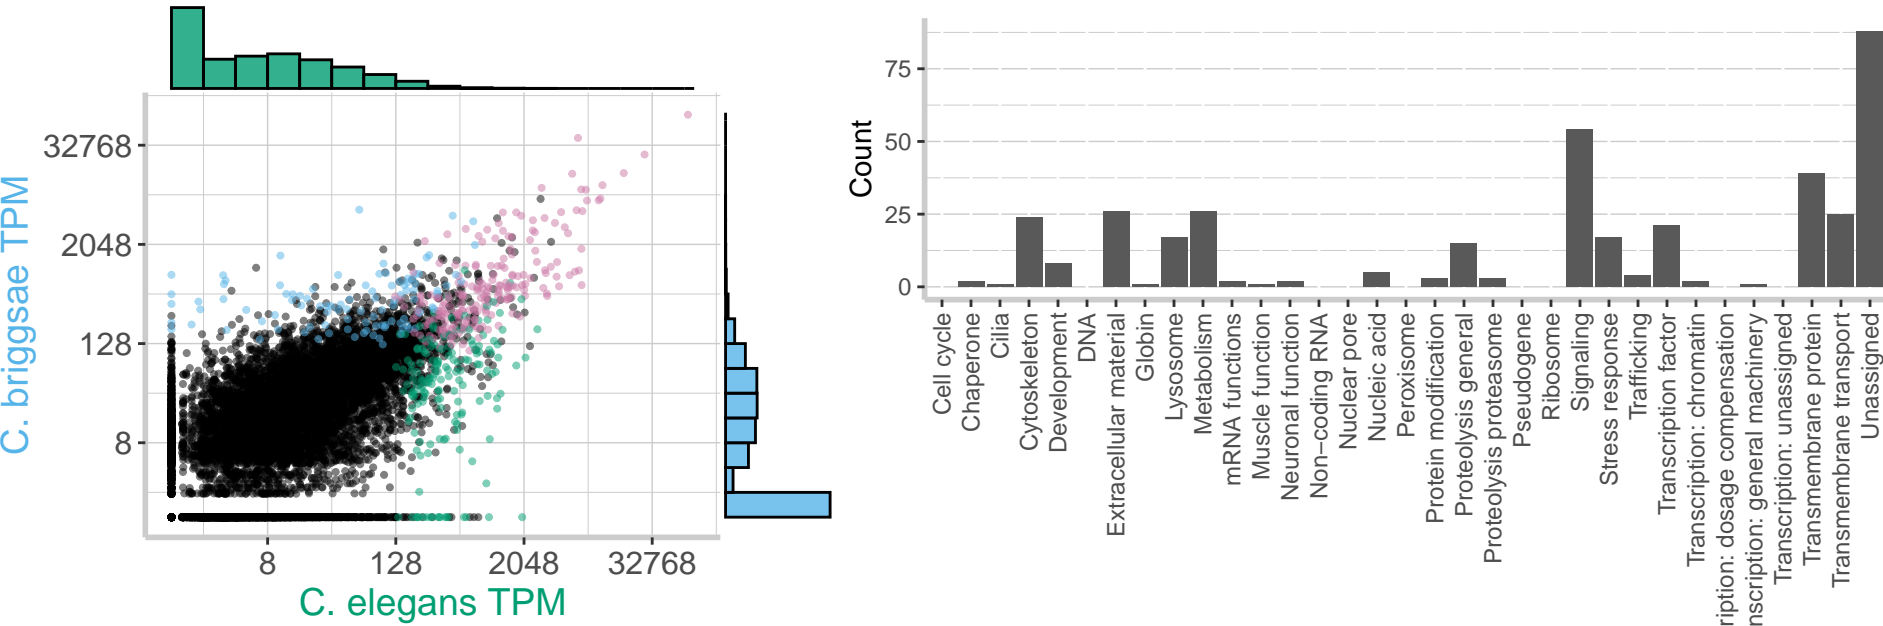 C. briggsae TPM
32768
2048
128
8
8
128
2048
32768
C. elegans TPM
Count
75
50
25
0
Cell cycle
Chaperone
Cilia
Cytoskeleton
Development
DNA
Extracellular material
Globin
Lysosome
Metabolism
mRNA functions
Muscle function
Neuronal function
Non−coding RNA
Nuclear pore
Nucleic acid
Peroxisome
Protein modification
Proteolysis general
Proteolysis proteasome
Pseudogene
Ribosome
Signaling
Stress response
Trafficking
Transcription factor
Transcription: chromatin
ription: dosage compensation
nscription: general machinery
Transcription: unassigned
Transmembrane protein
Transmembrane transport
Unassigned